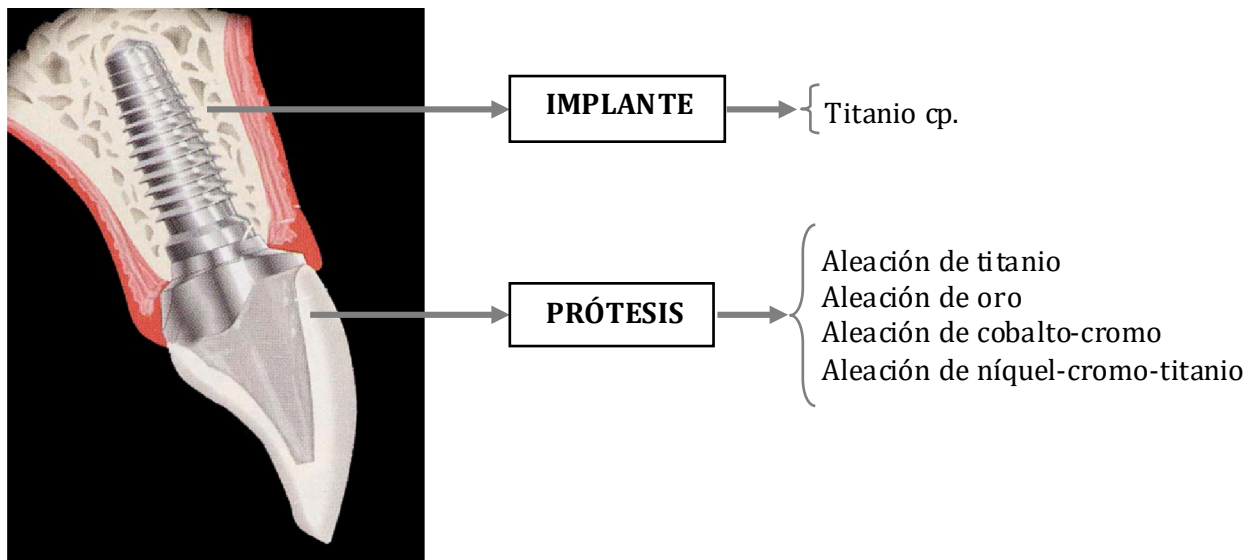 IMPLANTE
Titanio cp.
PRÓTESIS
Aleación de titanio
Aleación de oro
Aleación de cobalto-cromo
Aleación de níquel-cromo-titanio